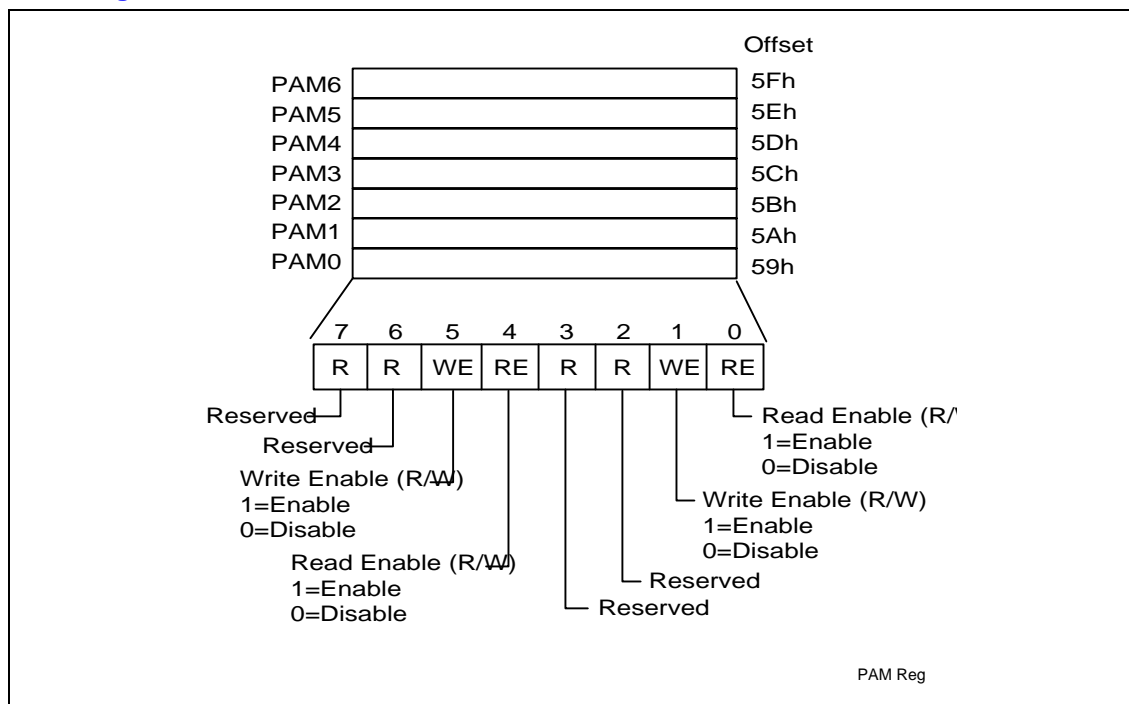 Offset
PAM6 5Fh
PAM5 5Eh
PAM4 5Dh
PAM3 5Ch
PAM2 5Bh
PAM1 5Ah
PAM0 59h
7 6 5 4 3 2 1 0
R R WE RE R R WE RE
Reserved
Reserved
Write Enable (R/W)
1=Enable
0=Disable
Read Enable (R/W)
1=Enable
0=Disable
Read Enable (R/
1=Enable
0=Disable
Write Enable (R/W)
1=Enable
0=Disable
Reserved
Reserved
PAM Reg